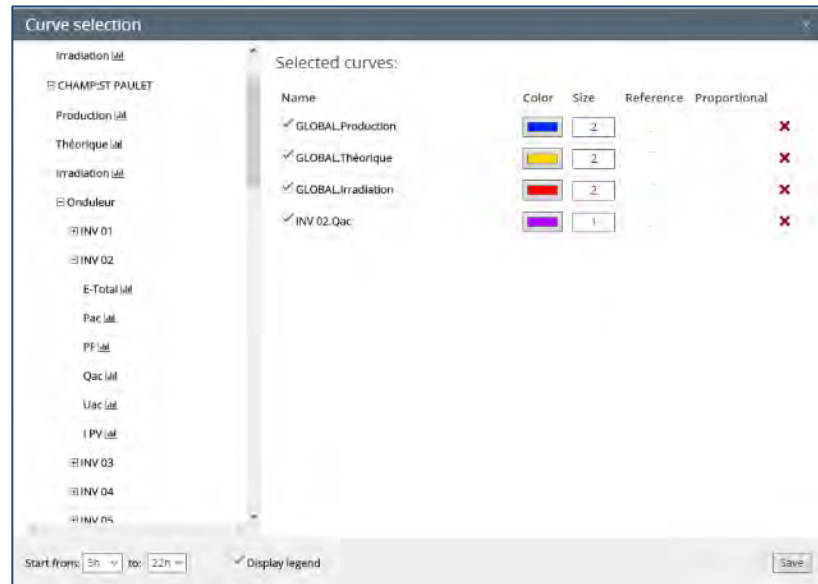 Curve selection
x
Irradiation
CHAMP:ST PAULET
Production
Théorique
Irradiation
Onduleur
INV 01
INV 02
E-Total
Pac
PF
Qac
Uac
I PV
INV 03
INV 04
INV 05
Selected curves:
Name Color Size Reference Proportional
GLOBAL.Production 2
GLOBAL.Théorique 2
GLOBAL.Irradiation 2
INV 02.Qac 1
Start from: 5h to: 22h Display legend Save